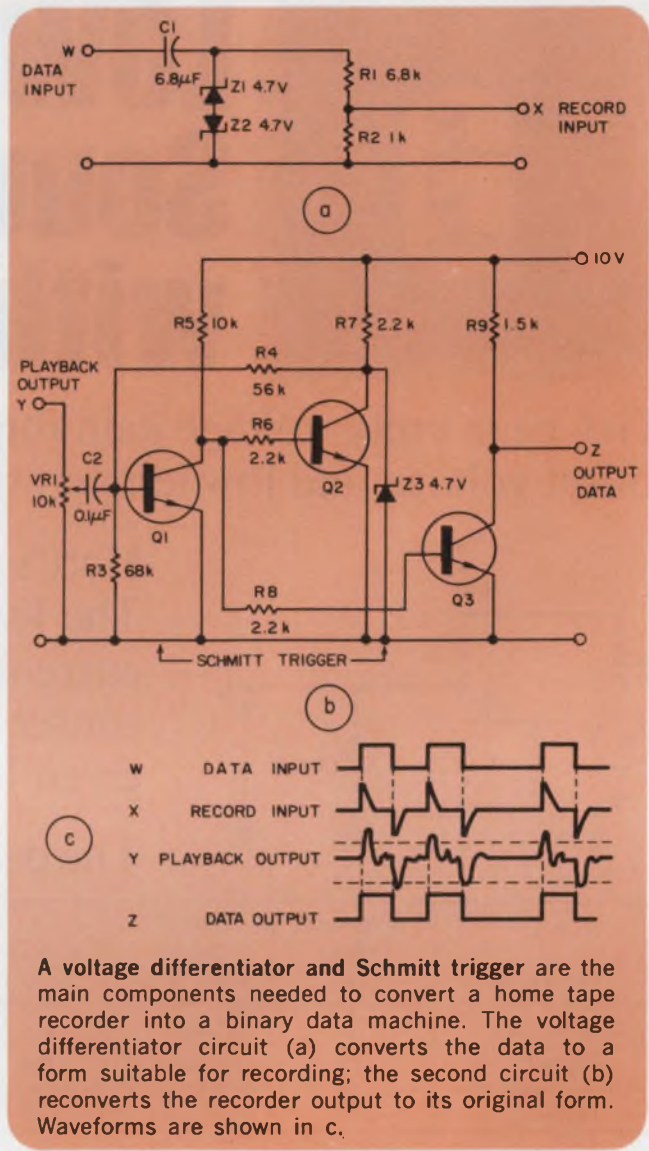 C1
W
6.8µF
DATA
INPUT
Z1 4.7V
Z2 4.7V
R1 6.8k
X RECORD
INPUT
R2 1k
a
10V
R5 10k
R7 2.2k
R9 1.5k
R4
56k
PLAYBACK
OUTPUT
Y
R6
2.2k
C2
VR1
10k
0.1µF
Q1
Q2
Z3 4.7V
Z
OUTPUT
DATA
R3 68k
R8
2.2k
Q3
SCHMITT TRIGGER
b
W DATA INPUT
X RECORD INPUT
c
Y PLAYBACK OUTPUT
Z DATA OUTPUT
A voltage differentiator and Schmitt trigger are the
main components needed to convert a home tape
recorder into a binary data machine. The voltage
differentiator circuit (a) converts the data to a
form suitable for recording; the second circuit (b)
reconverts the recorder output to its original form.
Waveforms are shown in c.